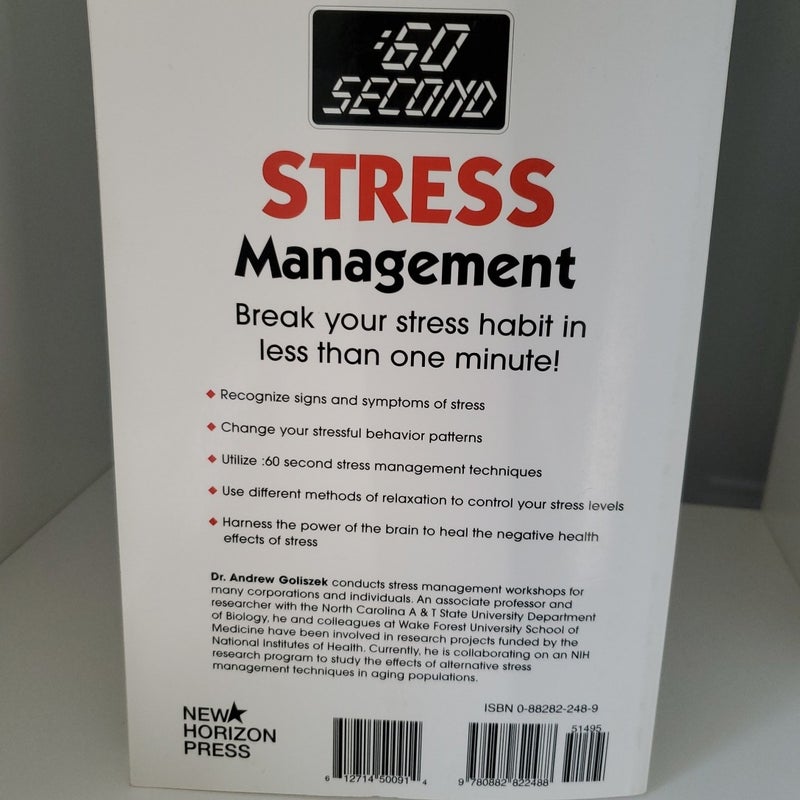 :60
SECOND
STRESS
Management
Break your stress habit in
less than one minute!
Recognize signs and symptoms of stress
Change your stressful behavior patterns
Utilize :60 second stress management techniques
Use different methods of relaxation to control your stress levels
Harness the power of the brain to heal the negative health
effects of stress
Dr. Andrew Goliszek conducts stress management workshops for
many corporations and individuals. An associate professor and
researcher with the North Carolina A & T State University Department
of Biology, he and colleagues at Wake Forest University School of
Medicine have been involved in research projects funded by the
National Institutes of Health. Currently, he is collaborating on an NIH
research program to study the effects of alternative stress
management techniques in aging populations.
ISBN 0-88282-248-9
NEW
HORIZON
PRESS
51495
6 12714 50091 4
9 780882 822488